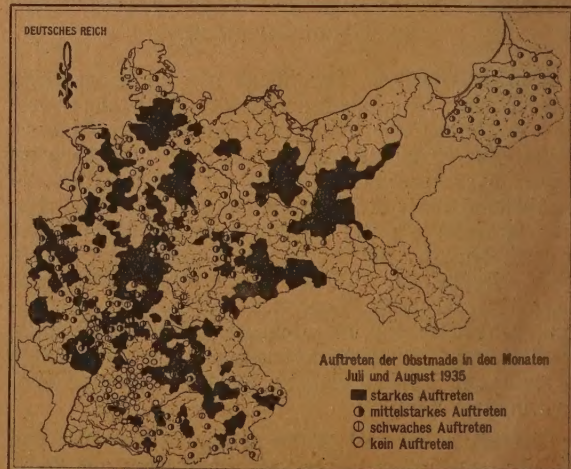 DEUTSCHES REICH
Auftreten der Obstmade in den Monaten
Juli und August 1935
starkes Auftreten
mittelstarkes Auftreten
schwaches Auftreten
kein Auftreten